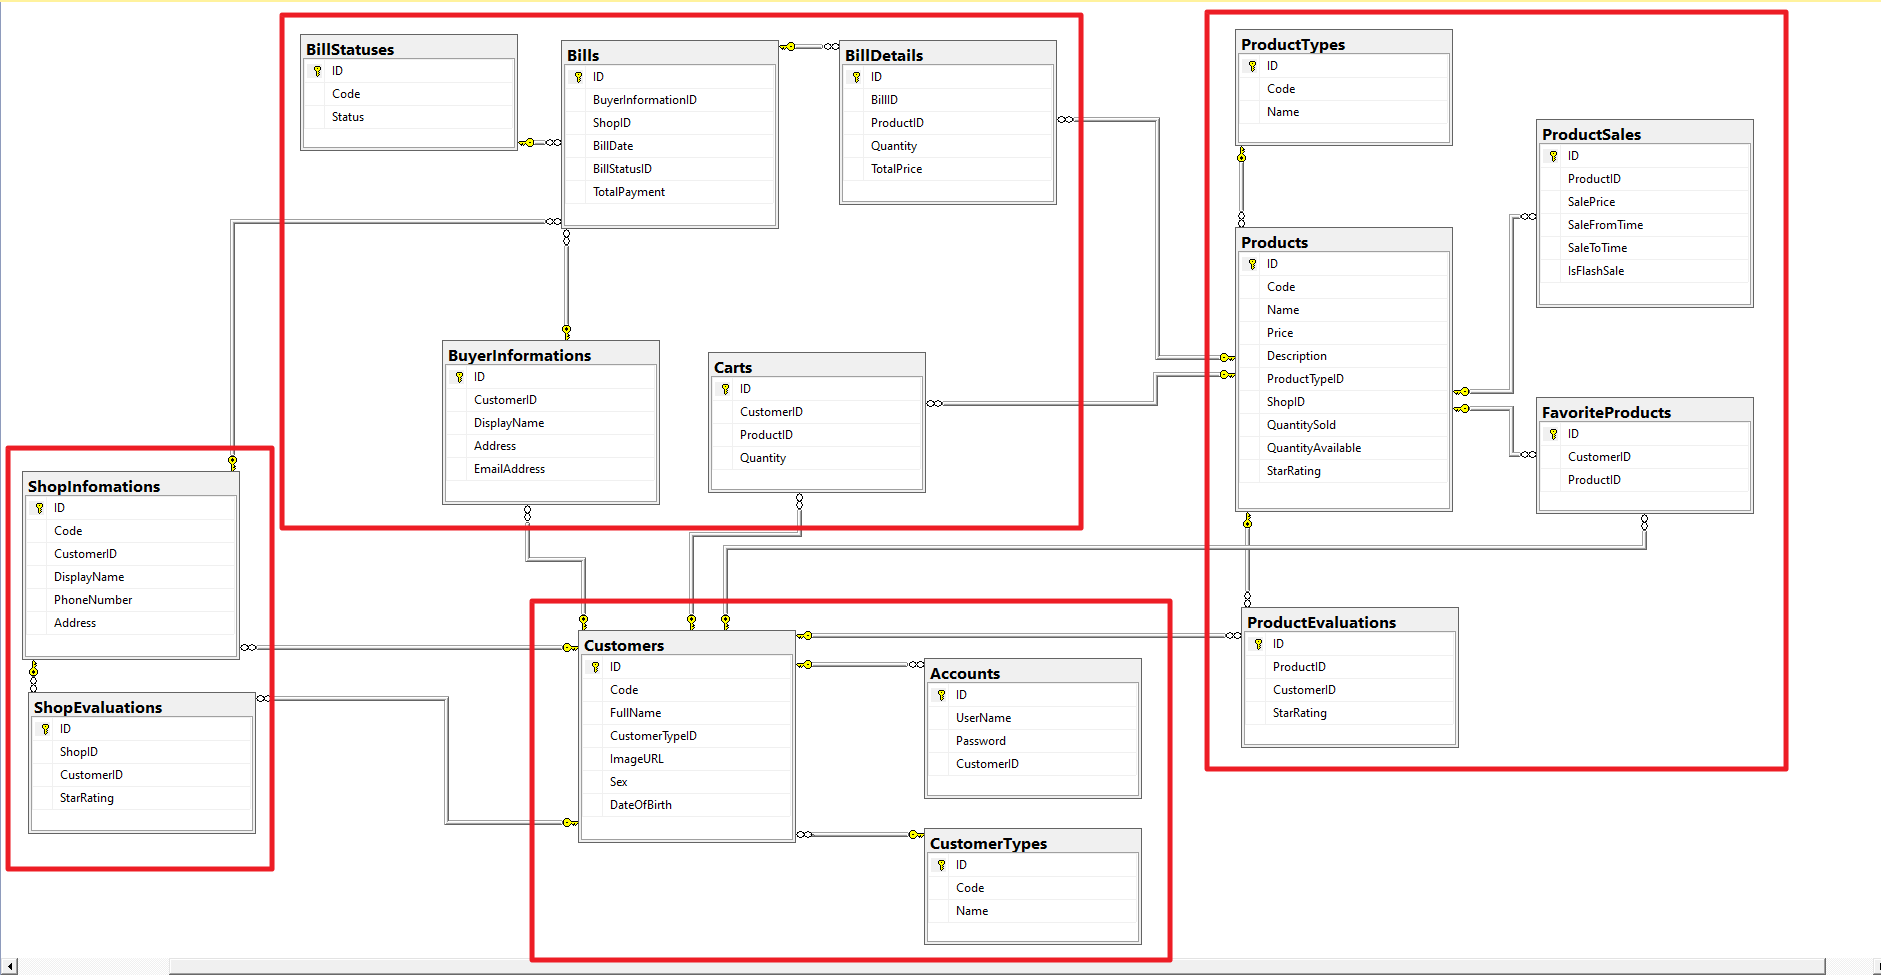 BillStatuses
ID
Code
Status
Bills
ID
BuyerInformationID
ShopID
BillDate
BillStatusID
TotalPayment
BillDetails
ID
BillID
ProductID
Quantity
TotalPrice
ProductTypes
ID
Code
Name
ProductSales
ID
ProductID
SalePrice
SaleFromTime
SaleToTime
IsFlashSale
Products
ID
Code
Name
Price
Description
ProductTypeID
ShopID
QuantitySold
QuantityAvailable
StarRating
BuyerInformations
ID
CustomerID
DisplayName
Address
EmailAddress
Carts
ID
CustomerID
ProductID
Quantity
FavoriteProducts
ID
CustomerID
ProductID
ShopInfomations
ID
Code
CustomerID
DisplayName
PhoneNumber
Address
ShopEvaluations
ID
ShopID
CustomerID
StarRating
Customers
ID
Code
FullName
CustomerTypeID
ImageURL
Sex
DateOfBirth
Accounts
ID
UserName
Password
CustomerID
CustomerTypes
ID
Code
Name
ProductEvaluations
ID
ProductID
CustomerID
StarRating